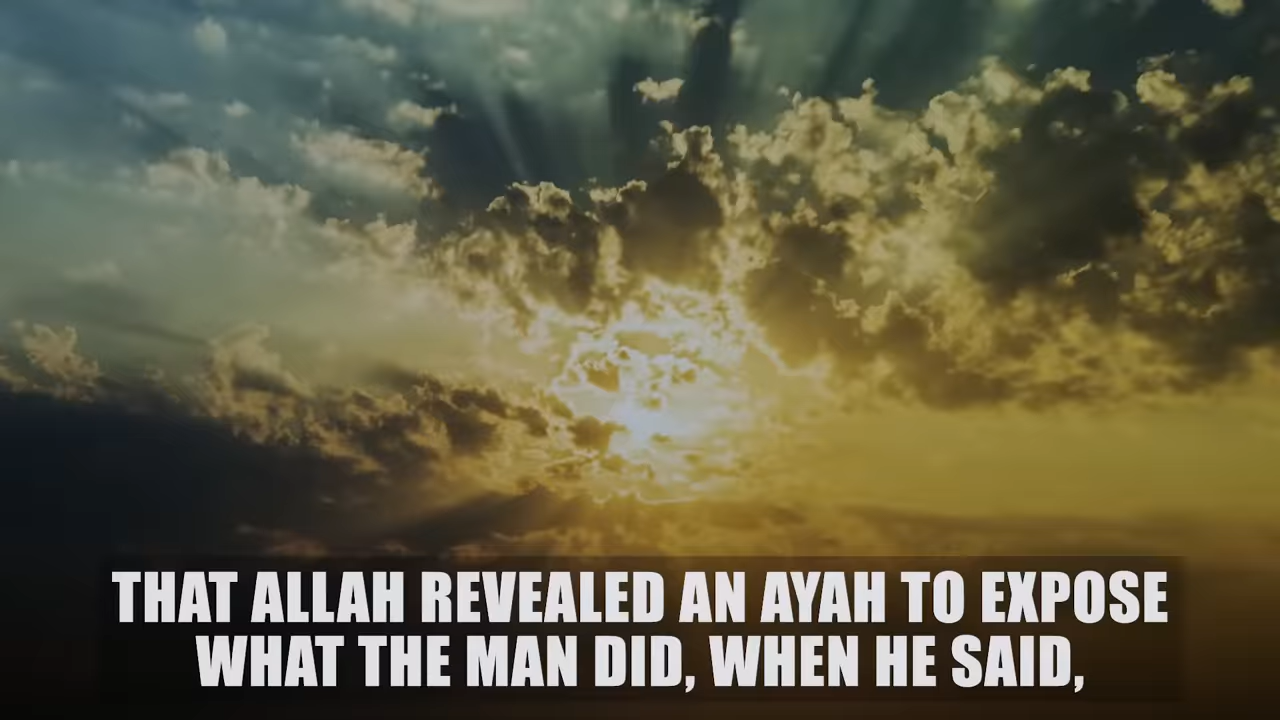 THAT ALLAH REVEALED AN AYAH TO EXPOSE
WHAT THE MAN DID, WHEN HE SAID,